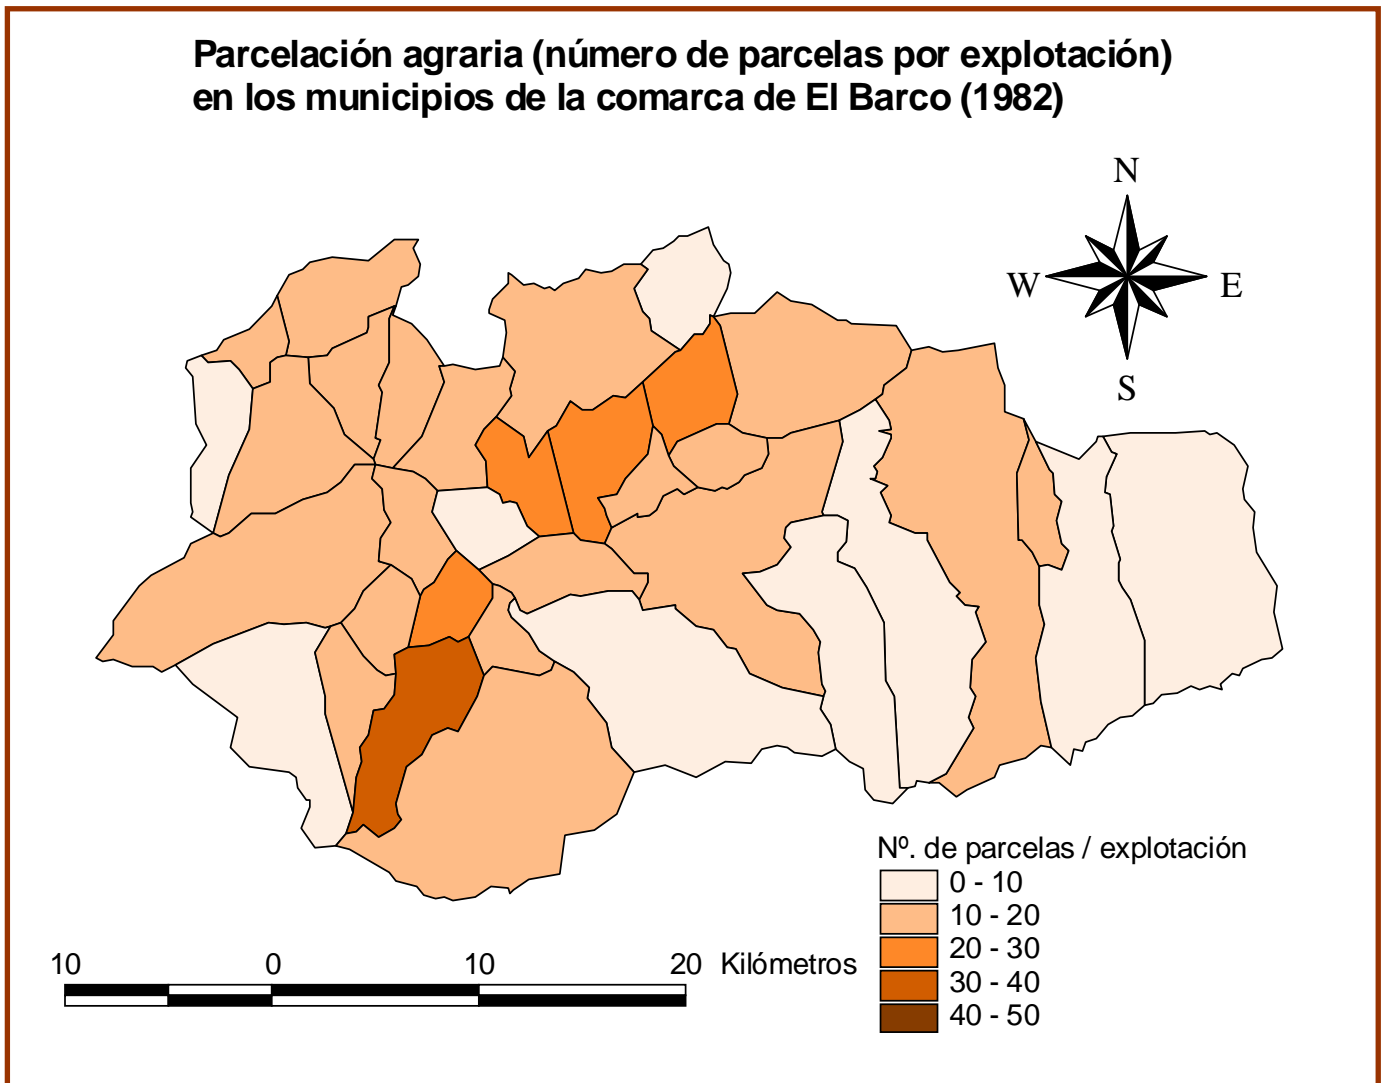 Parcelación agraria (número de parcelas por explotación)
en los municipios de la comarca de El Barco (1982)
N
W
E
S
Nº. de parcelas / explotación
0 - 10
10 - 20
20 - 30
30 - 40
40 - 50
10 0 10 20 Kilómetros